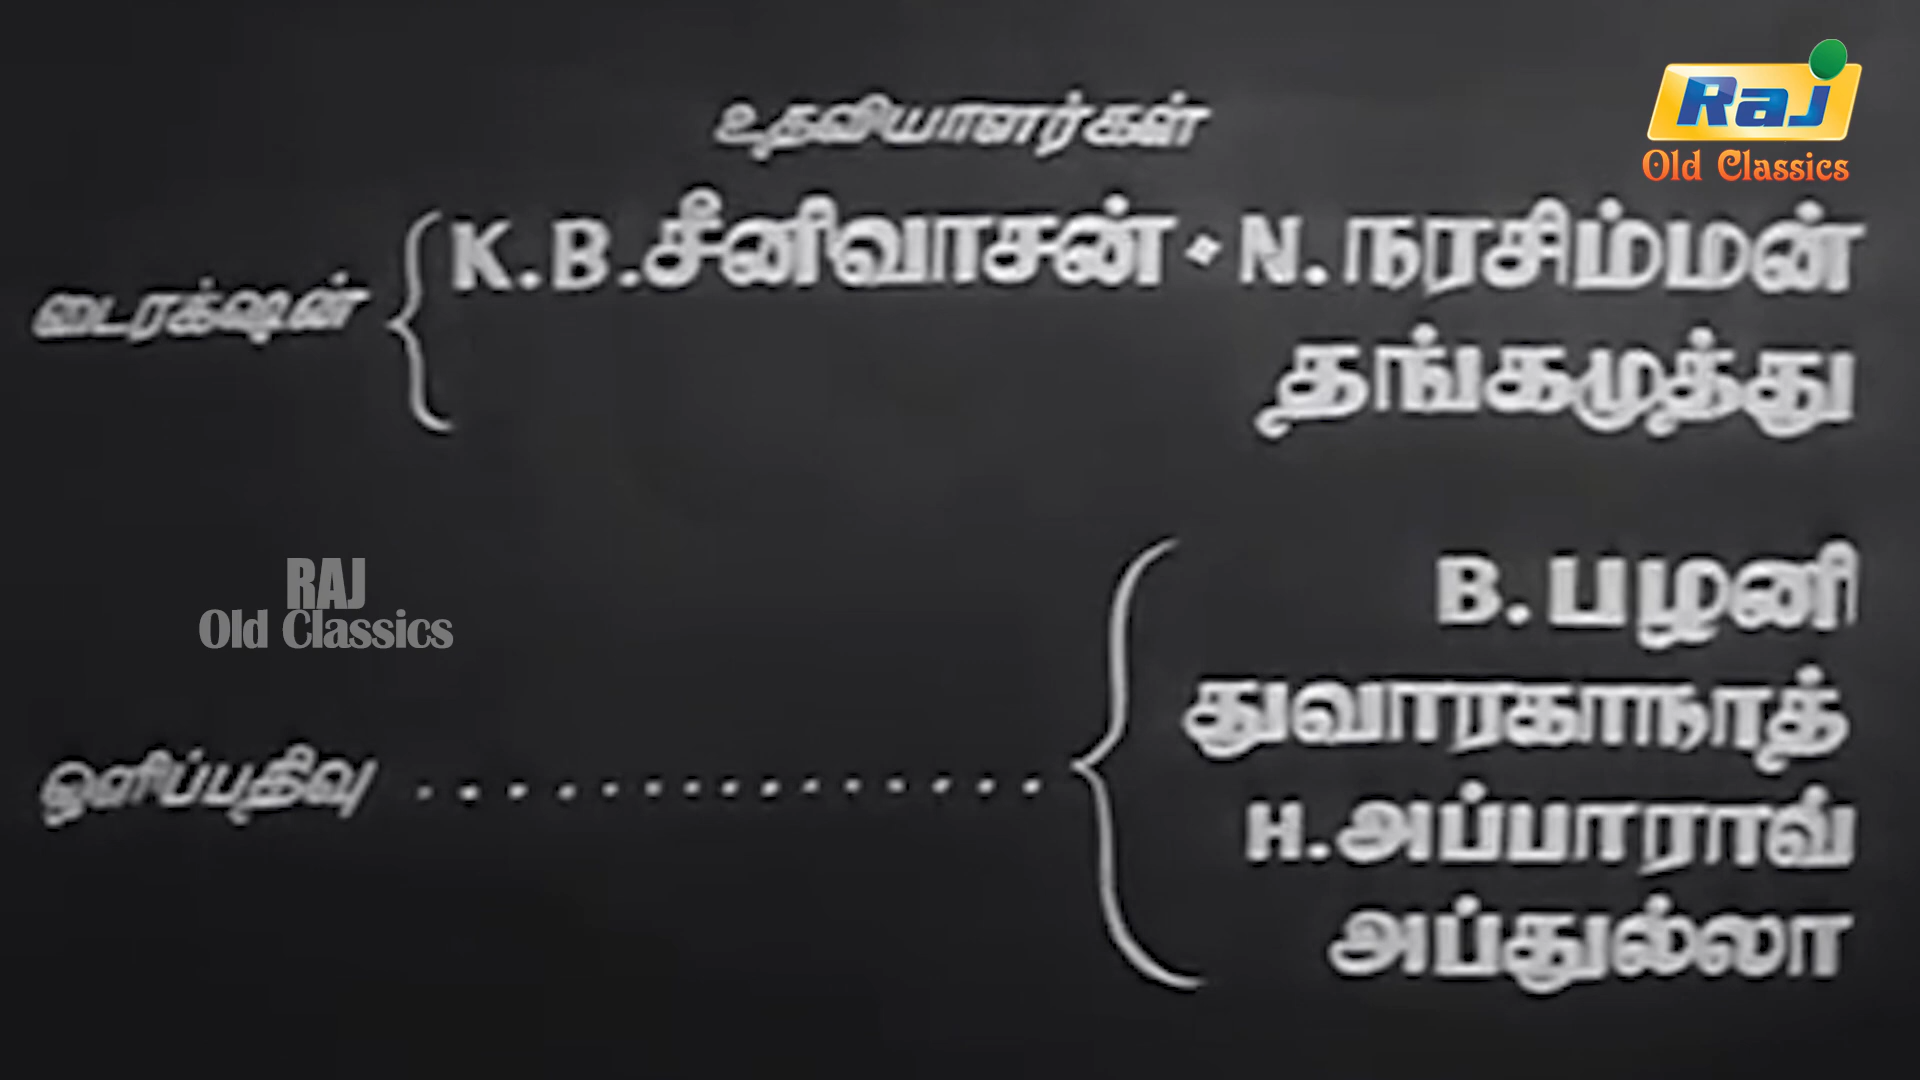 Raj
Old Classics
உதவியாளர்கள்
டைரக்‌ஷன் { K.B.சீனிவாசன் • N.நரசிம்மன்
தங்கமுத்து
RAJ
Old Classics
B.பழனி
துவாரகாநாத்
ஒளிப்பதிவு ................ {
H.அப்பாராவ்
அப்துல்லா